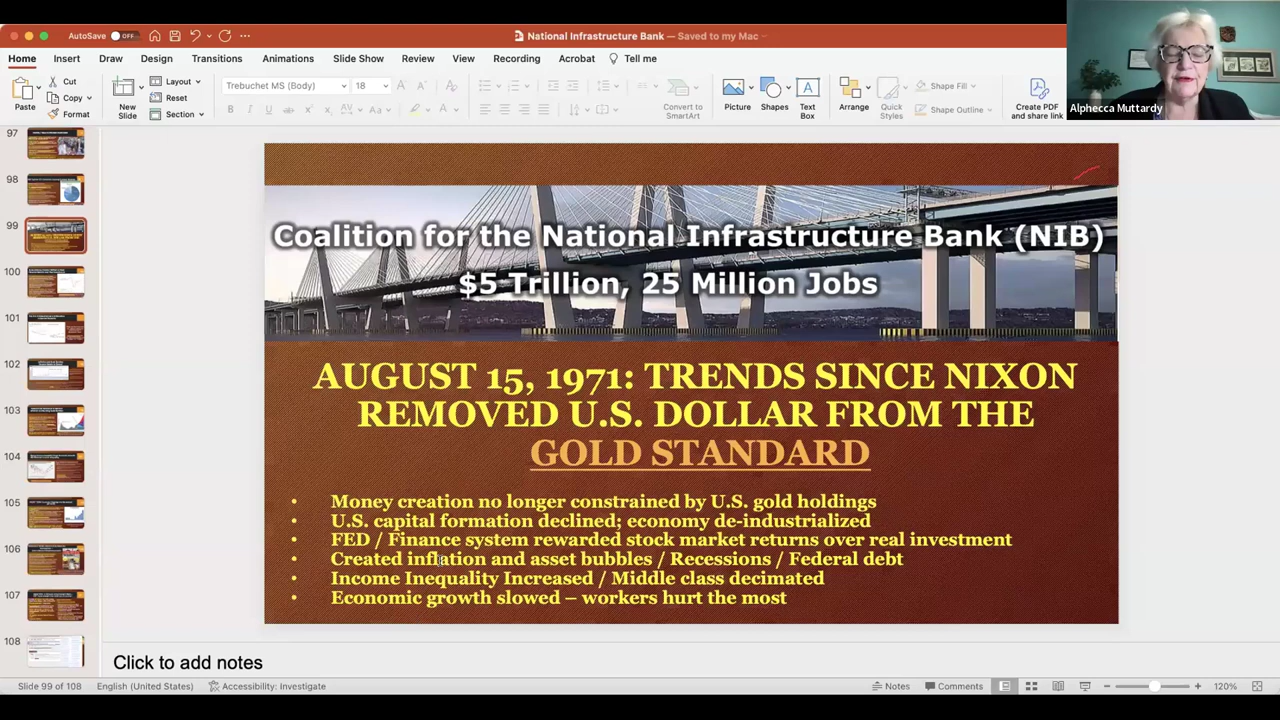 AutoSave OFF
National Infrastructure Bank — Saved to my Mac
Home Insert Draw Design Transitions Animations Slide Show Review View Recording Acrobat Tell me
Paste
Cut
Copy
Format
New Slide
Layout
Reset
Section
Trebuchet MS (Body) 18
Convert to SmartArt
Picture
Shapes
Text Box
Arrange
Quick Styles
Shape Fill
Shape Outline
Create PDF and share link
Alphecca Muttardy
97
98
99
100
101
102
103
104
105
106
107
108
Coalition for the National Infrastructure Bank (NIB)
$5 Trillion, 25 Million Jobs
AUGUST 15, 1971: TRENDS SINCE NIXON
REMOVED U.S. DOLLAR FROM THE
GOLD STANDARD
• Money creation no longer constrained by U.S. gold holdings
• U.S. capital formation declined; economy de-industrialized
• FED / Finance system rewarded stock market returns over real investment
• Created inflation and asset bubbles / Recessions / Federal debt
• Income Inequality Increased / Middle class decimated
• Economic growth slowed – workers hurt the most
Click to add notes
Slide 99 of 108 English (United States) Accessibility: Investigate Notes Comments 120%